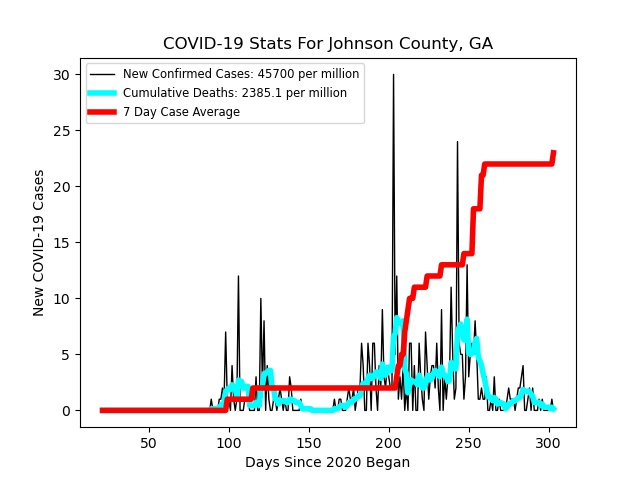 COVID-19 Stats For Johnson County, GA
New Confirmed Cases: 45700 per million
Cumulative Deaths: 2385.1 per million
7 Day Case Average
New COVID-19 Cases
30
25
20
15
10
5
0
50 100 150 200 250 300
Days Since 2020 Began